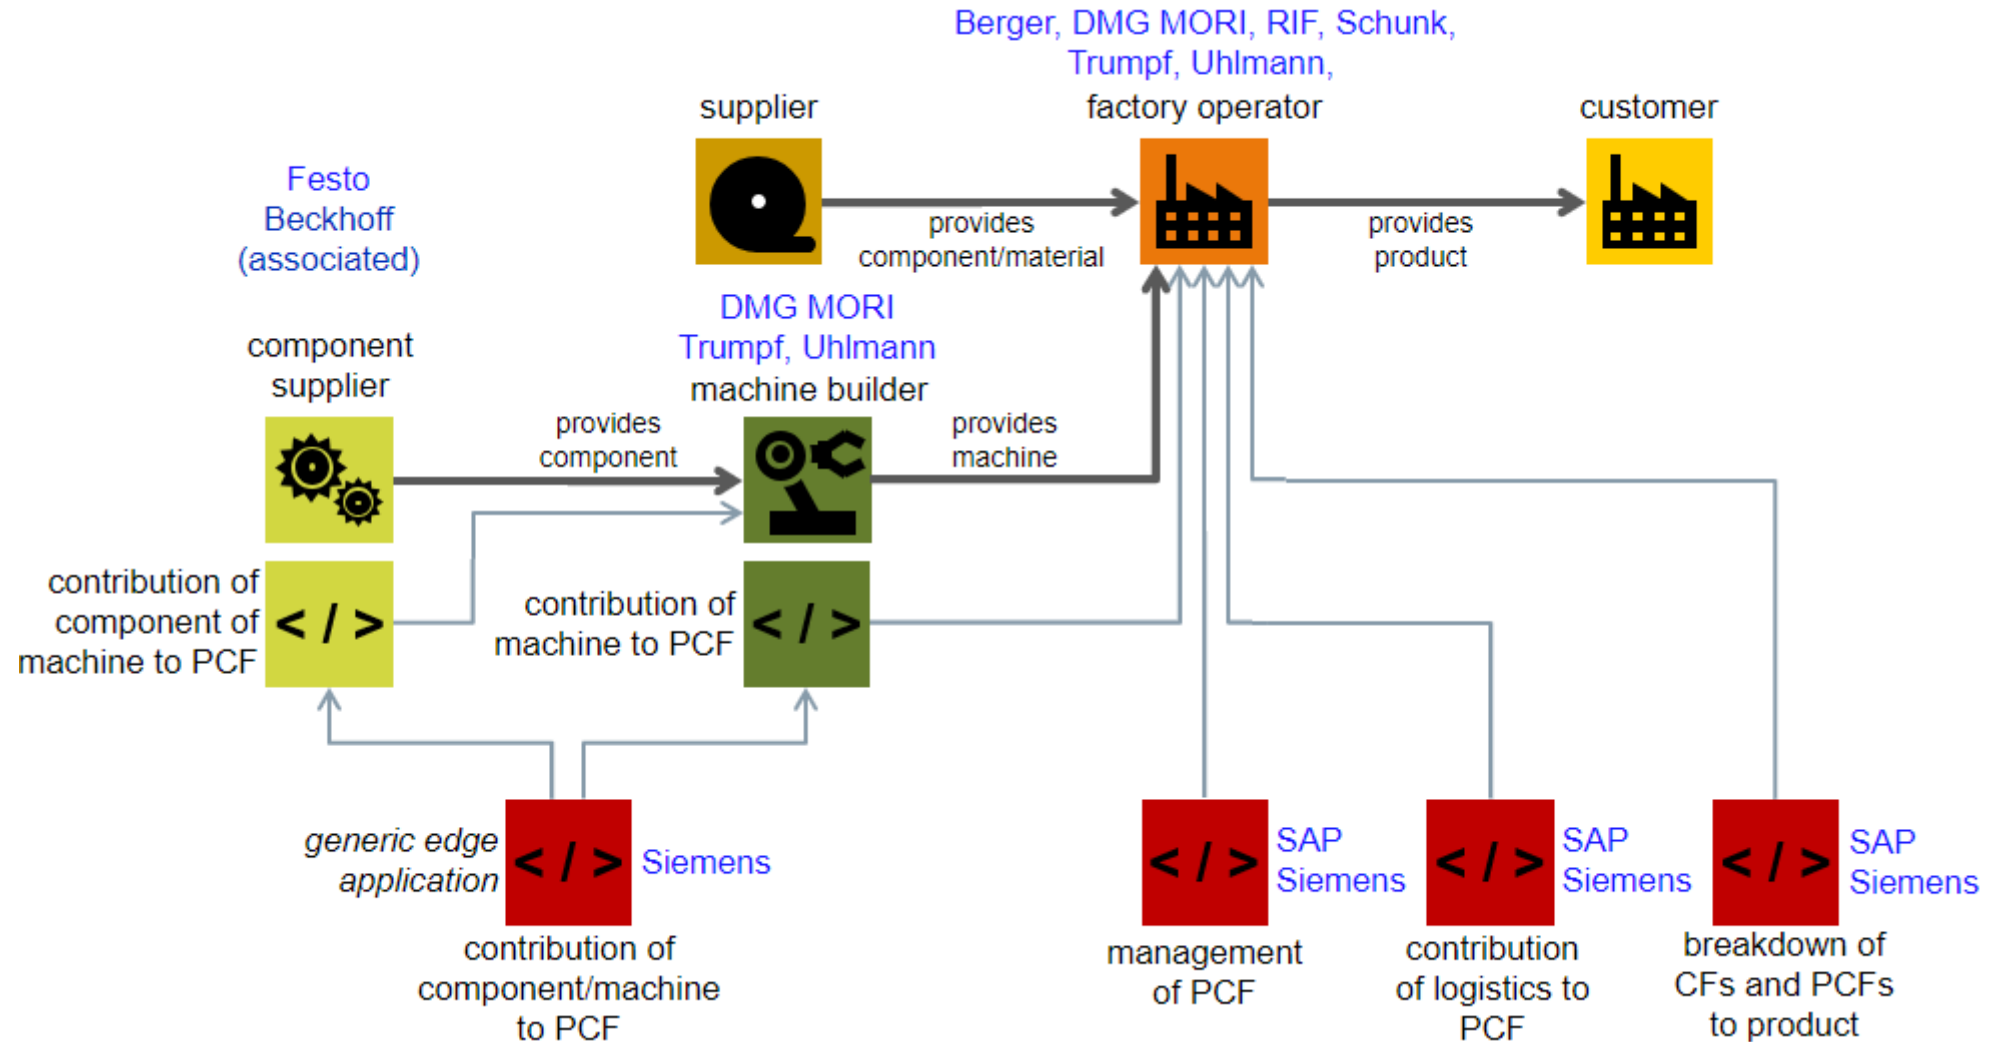 Berger, DMG MORI, RIF, Schunk,
Trumpf, Uhlmann,
supplier
factory operator
customer
provides
component/material
provides
product
Festo
Beckhoff
(associated)
component
supplier
DMG MORI
Trumpf, Uhlmann
machine builder
provides
component
provides
machine
contribution of
component of
machine to PCF
< / >
contribution of
machine to PCF
< / >
generic edge
application
< / >
Siemens
contribution of
component/machine
to PCF
< / >
SAP
Siemens
management
of PCF
< / >
SAP
Siemens
contribution
of logistics to
PCF
< / >
SAP
Siemens
breakdown of
CFs and PCFs
to product